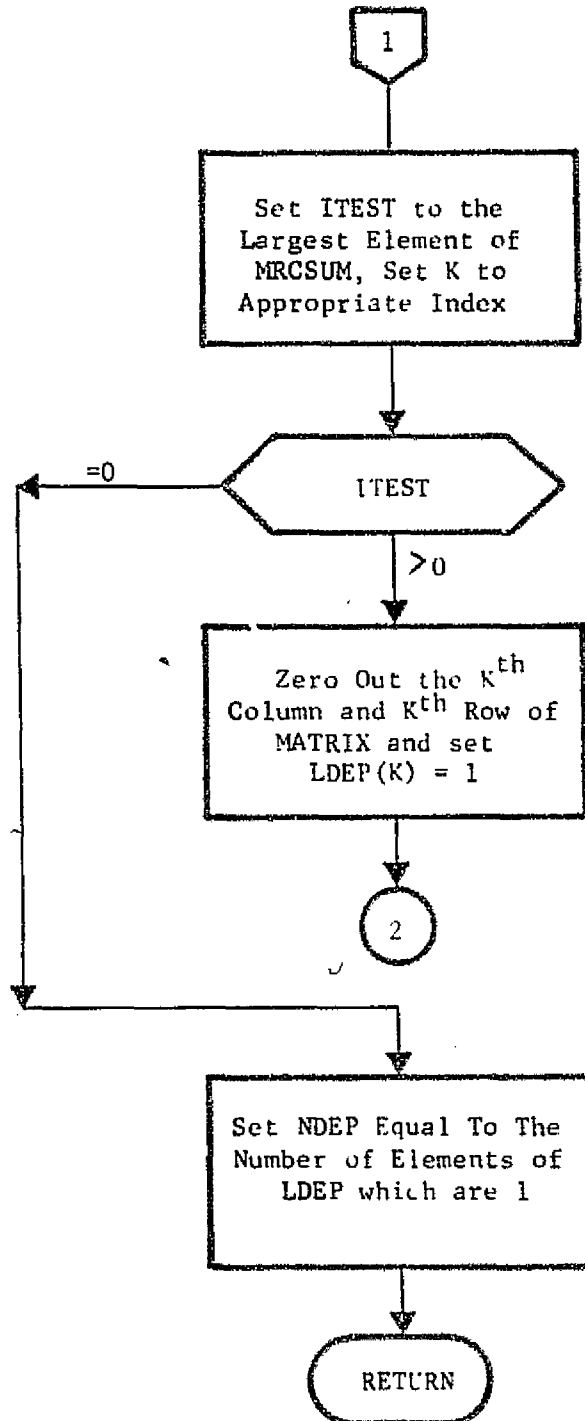 1
Set ITEST to the
Largest Element of
MRCSUM, Set K to
Appropriate Index
=0
ITEST
>0
Zero Out the Kth
Column and Kth Row of
MATRIX and set
LDEP(K) = 1
2
Set NDEP Equal To The
Number of Elements of
LDEP which are 1
RETURN